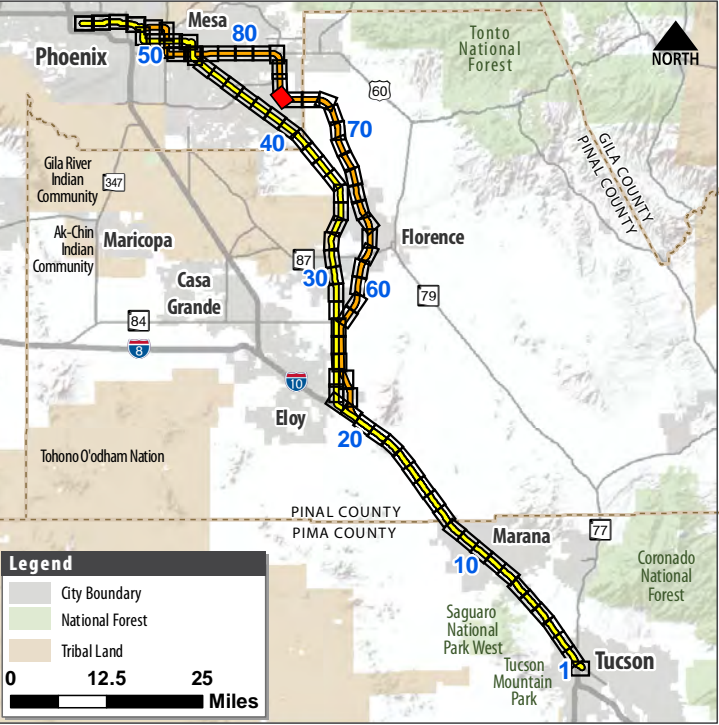 Mesa
80
Tonto
National
Forest
NORTH
Phoenix
50
60
70
40
GILA COUNTY
PINAL COUNTY
Gila River
Indian
Community
347
Ak-Chin
Indian
Community
Maricopa
Florence
87
30
Casa
Grande
60
79
84
8
10
Eloy
20
Tohono O'odham Nation
PINAL COUNTY
PIMA COUNTY
Marana
77
10
Coronado
National
Forest
Saguaro
National
Park West
Tucson
Mountain
Park
1
Tucson
Legend
City Boundary
National Forest
Tribal Land
0 12.5 25
Miles